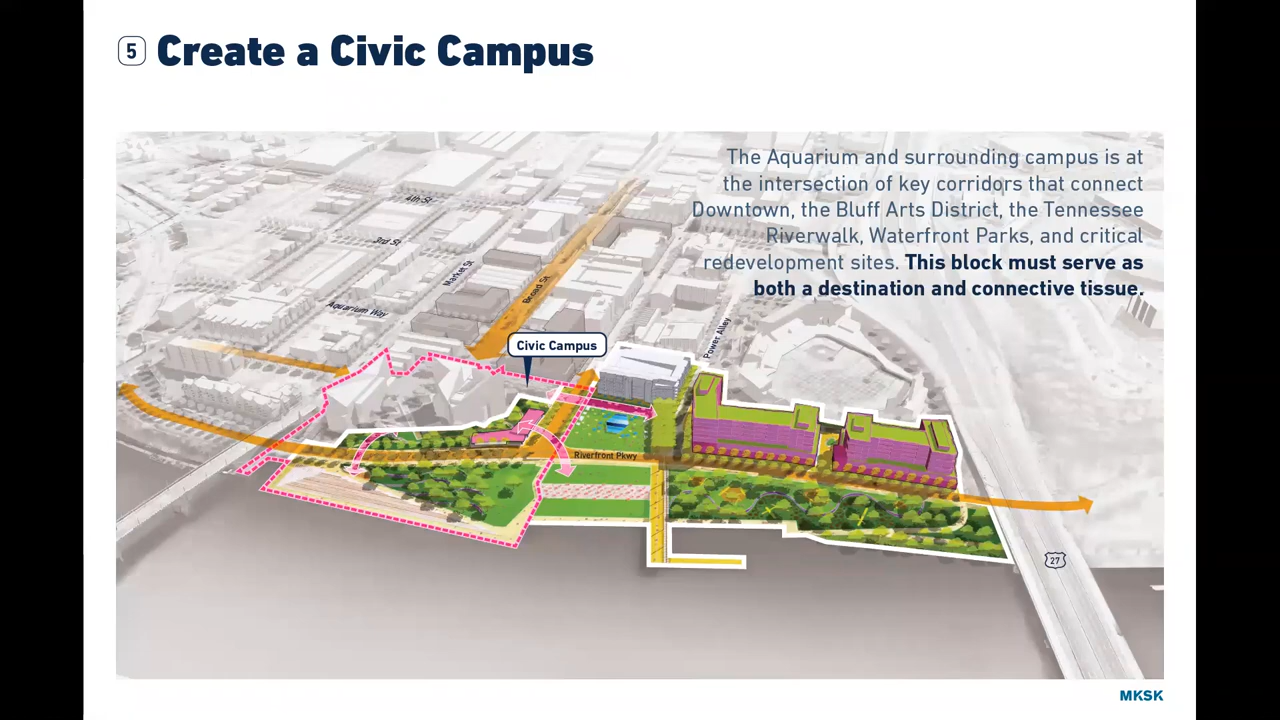 5 Create a Civic Campus
The Aquarium and surrounding campus is at
the intersection of key corridors that connect
Downtown, the Bluff Arts District, the Tennessee
Riverwalk, Waterfront Parks, and critical
redevelopment sites. This block must serve as
both a destination and connective tissue.
4th St
3rd St
Market St
Broad St
Aquarium Way
Power Alley
Civic Campus
Riverfront Pkwy
27
MKSK